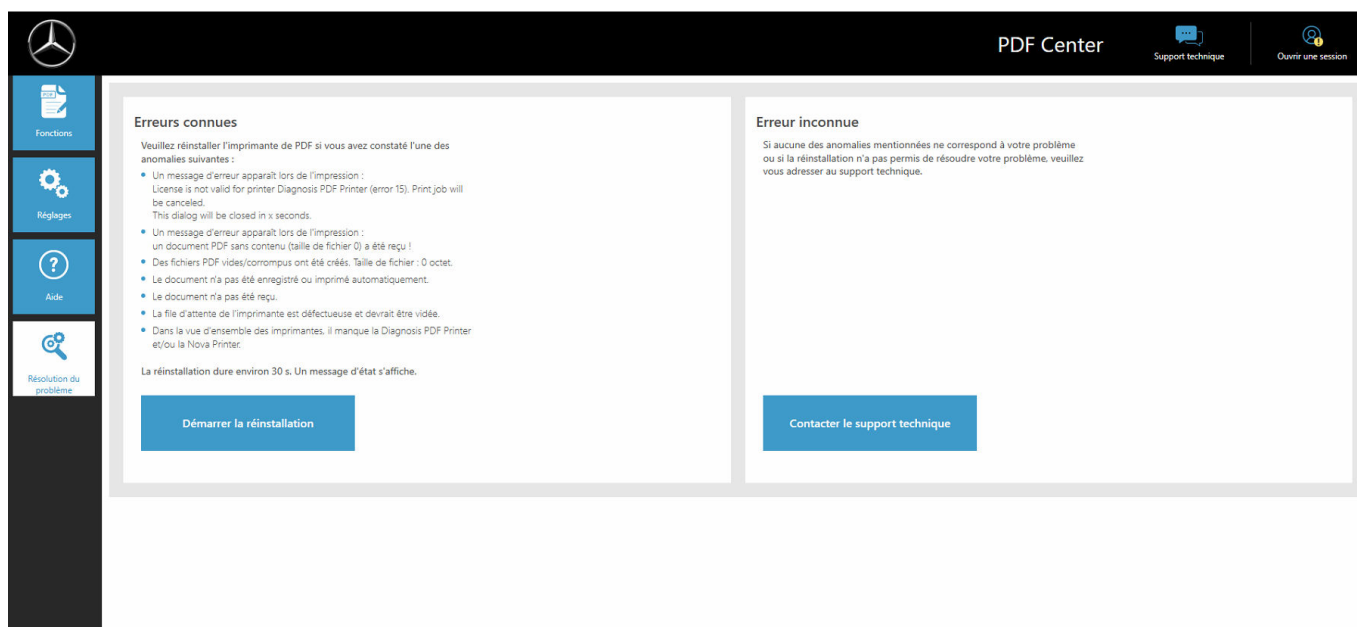 PDF Center
Support technique
Ouvrir une session
PDF
Fonctions
Réglages
Aide
Résolution du
problème
Erreurs connues
Veuillez réinstaller l'imprimante de PDF si vous avez constaté l'une des
anomalies suivantes :
• Un message d'erreur apparaît lors de l'impression :
License is not valid for printer Diagnosis PDF Printer (error 15). Print job will
be canceled.
This dialog will be closed in x seconds.
• Un message d'erreur apparaît lors de l'impression :
un document PDF sans contenu (taille de fichier 0) a été reçu !
• Des fichiers PDF vides/corrompus ont été créés. Taille de fichier : 0 octet.
• Le document n'a pas été enregistré ou imprimé automatiquement.
• Le document n'a pas été reçu.
• La file d'attente de l'imprimante est défectueuse et devrait être vidée.
• Dans la vue d'ensemble des imprimantes, il manque la Diagnosis PDF Printer
et/ou la Nova Printer.
La réinstallation dure environ 30 s. Un message d'état s'affiche.
Démarrer la réinstallation
Erreur inconnue
Si aucune des anomalies mentionnées ne correspond à votre problème
ou si la réinstallation n'a pas permis de résoudre votre problème, veuillez
vous adresser au support technique.
Contacter le support technique